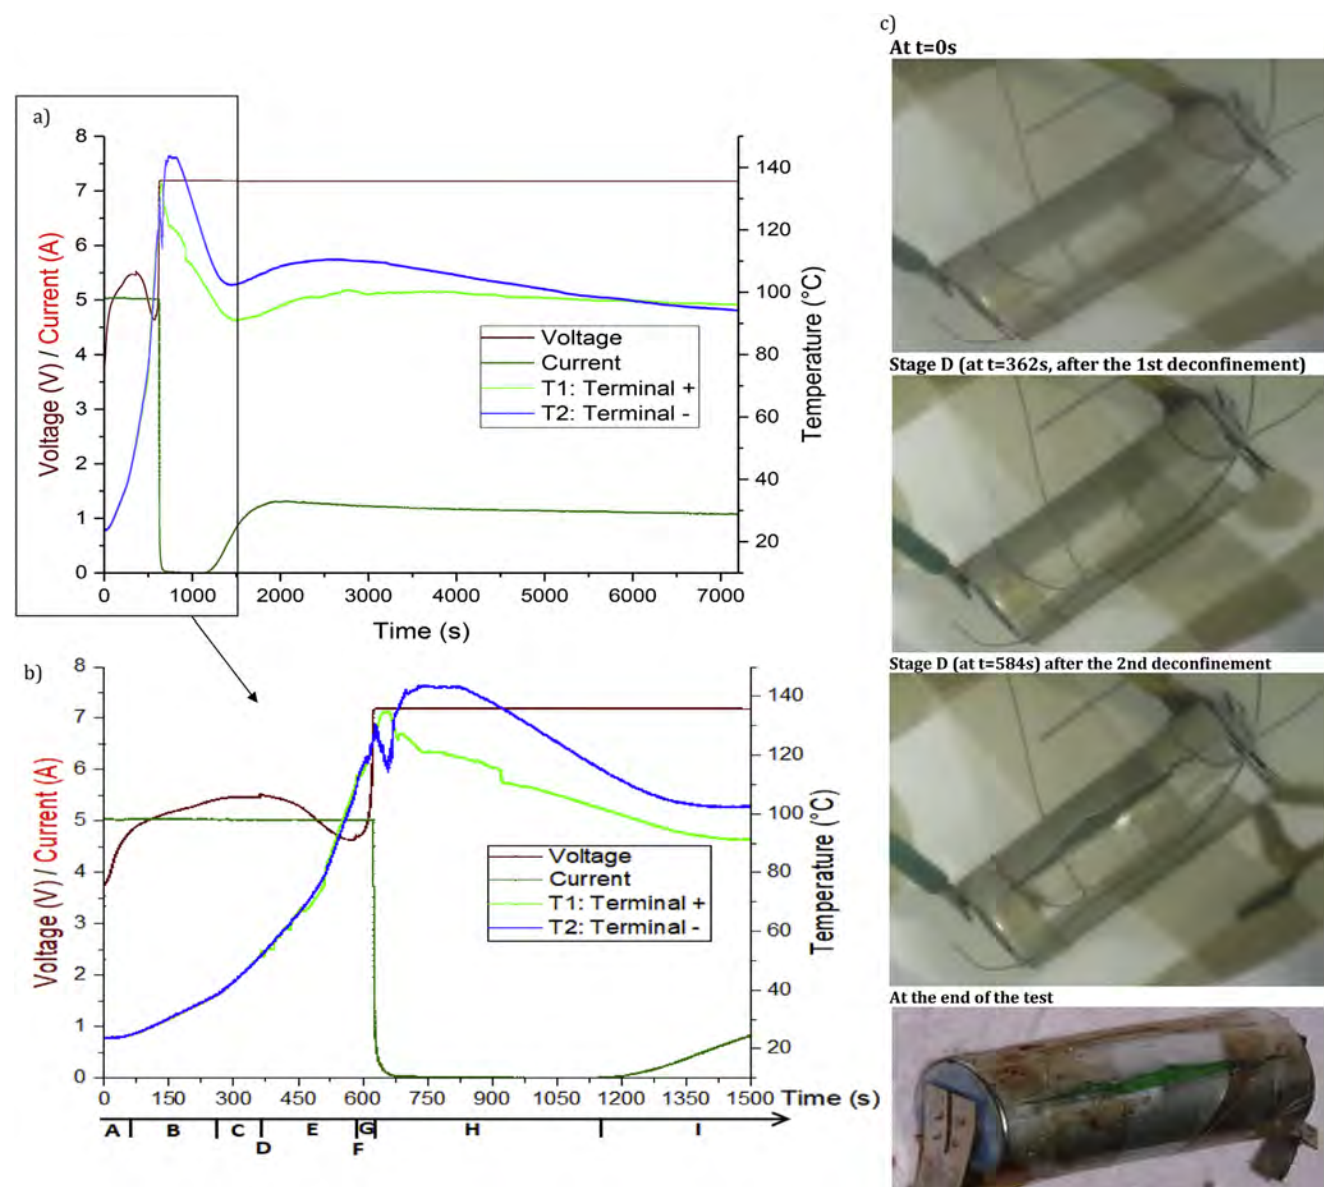 a)
8
7
6
5
4
3
2
1
0
Voltage (V) / Current (A)
140
120
100
80
60
40
20
Temperature (°C)
Voltage
Current
T1: Terminal +
T2: Terminal -
0 1000 2000 3000 4000 5000 6000 7000
Time (s)
b)
8
7
6
5
4
3
2
1
0
Voltage (V) / Current (A)
140
120
100
80
60
40
20
Temperature (°C)
Voltage
Current
T1: Terminal +
T2: Terminal -
0 150 300 450 600 750 900 1050 1200 1350 1500 Time (s)
A B C D E F G H I
c)
At t=0s
Stage D (at t=362s, after the 1st deconfinement)
Stage D (at t=584s) after the 2nd deconfinement
At the end of the test